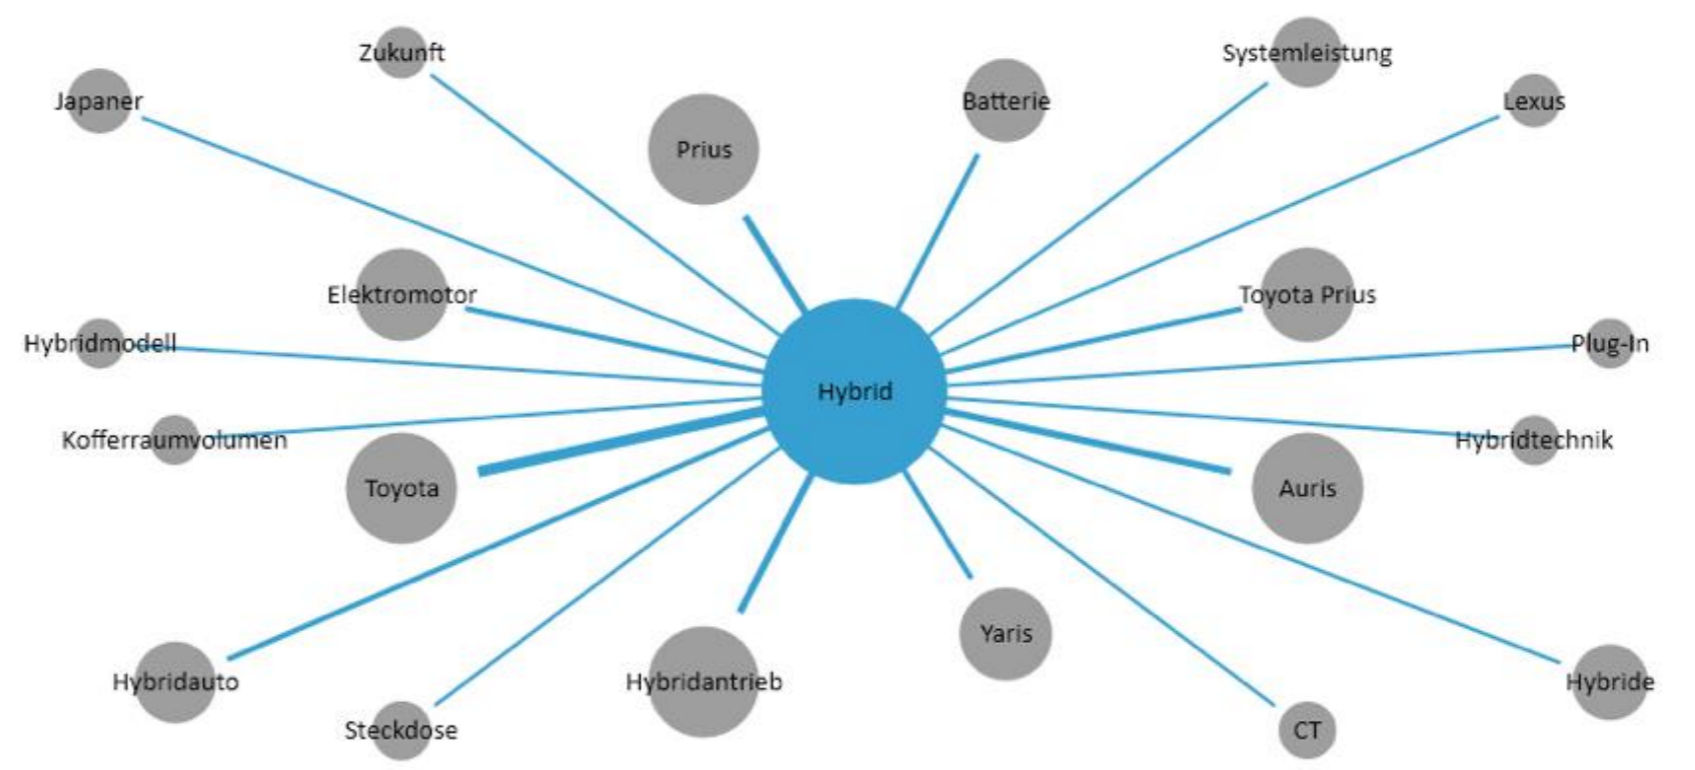 Zukunft
Systemleistung
Japaner
Batterie
Lexus
Prius
Elektromotor
Toyota Prius
Hybridmodell
Plug-In
Hybrid
Kofferraumvolumen
Hybridtechnik
Toyota
Auris
Yaris
Hybridauto
Hybridantrieb
Hybride
Steckdose
CT